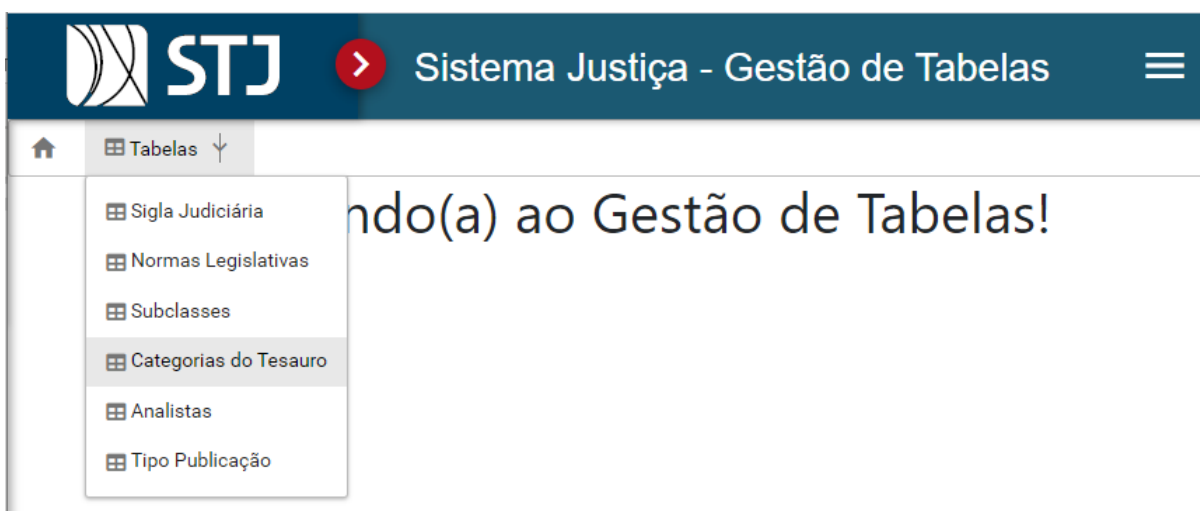 STJ
Sistema Justiça - Gestão de Tabelas
Tabelas
ndo(a) ao Gestão de Tabelas!
Sigla Judiciária
Normas Legislativas
Subclasses
Categorias do Tesauro
Analistas
Tipo Publicação